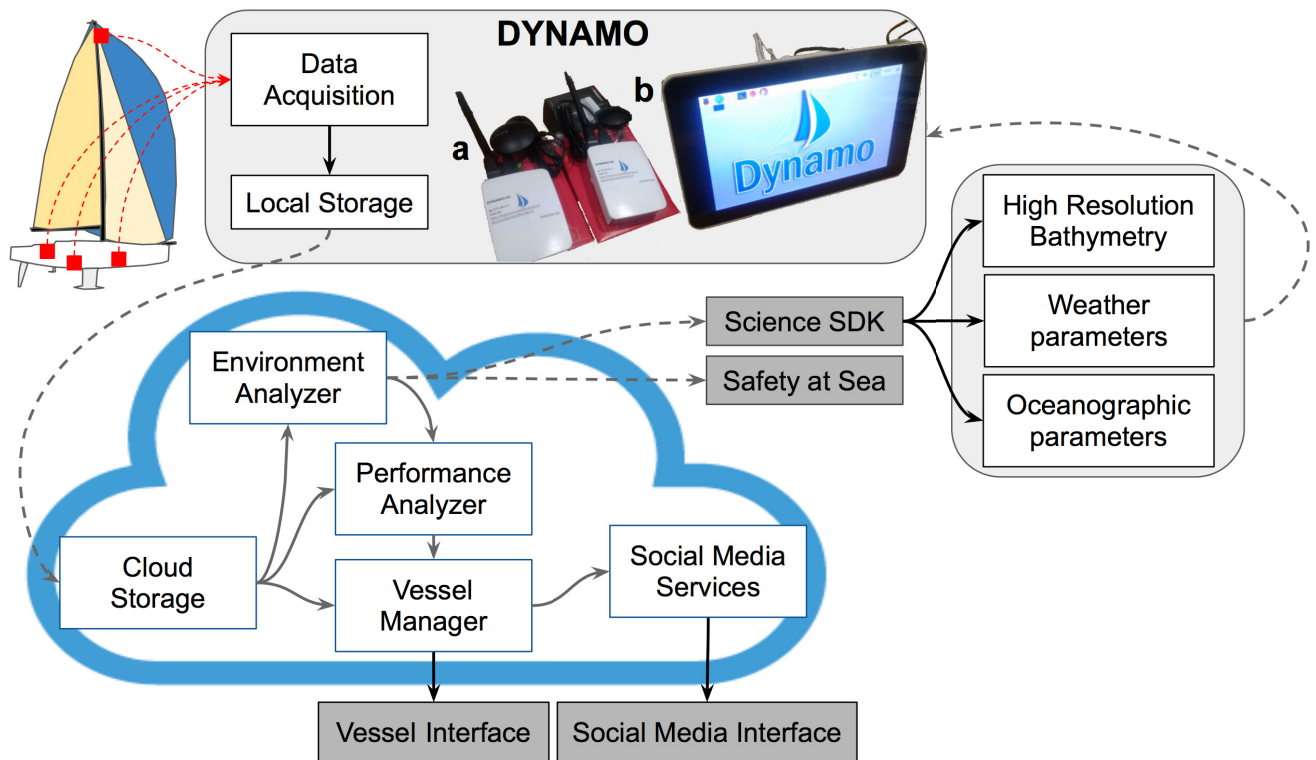 DYNAMO
Data
Acquisition
Local Storage
a
b
Dynamo
High Resolution
Bathymetry
Weather
parameters
Oceanographic
parameters
Science SDK
Safety at Sea
Environment
Analyzer
Performance
Analyzer
Cloud
Storage
Vessel
Manager
Social Media
Services
Vessel Interface
Social Media Interface